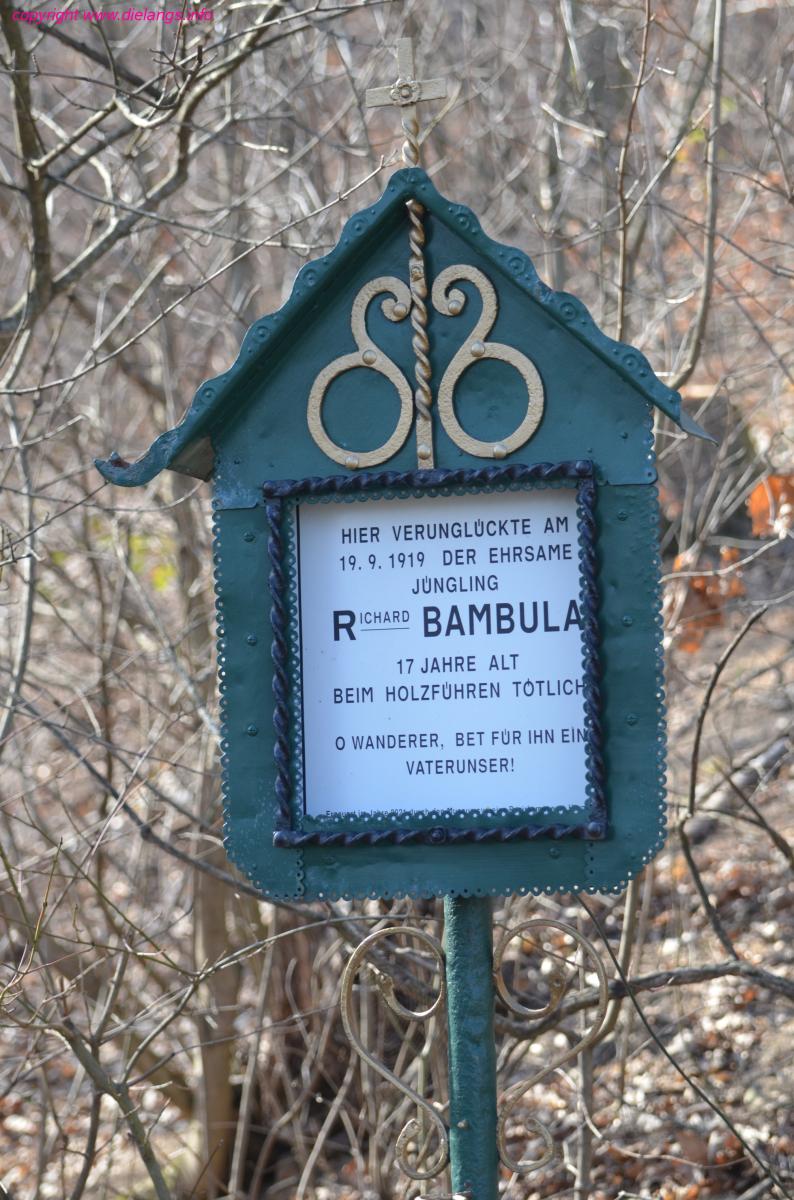 copyright www.dielangs.info
HIER VERUNGLÜCKTE AM
19. 9. 1919 DER EHRSAME
JÜNGLING
RICHARD BAMBULA
17 JAHRE ALT
BEIM HOLZFÜHREN TÖTLICH
O WANDERER, BET FÜR IHN EIN
VATERUNSER!